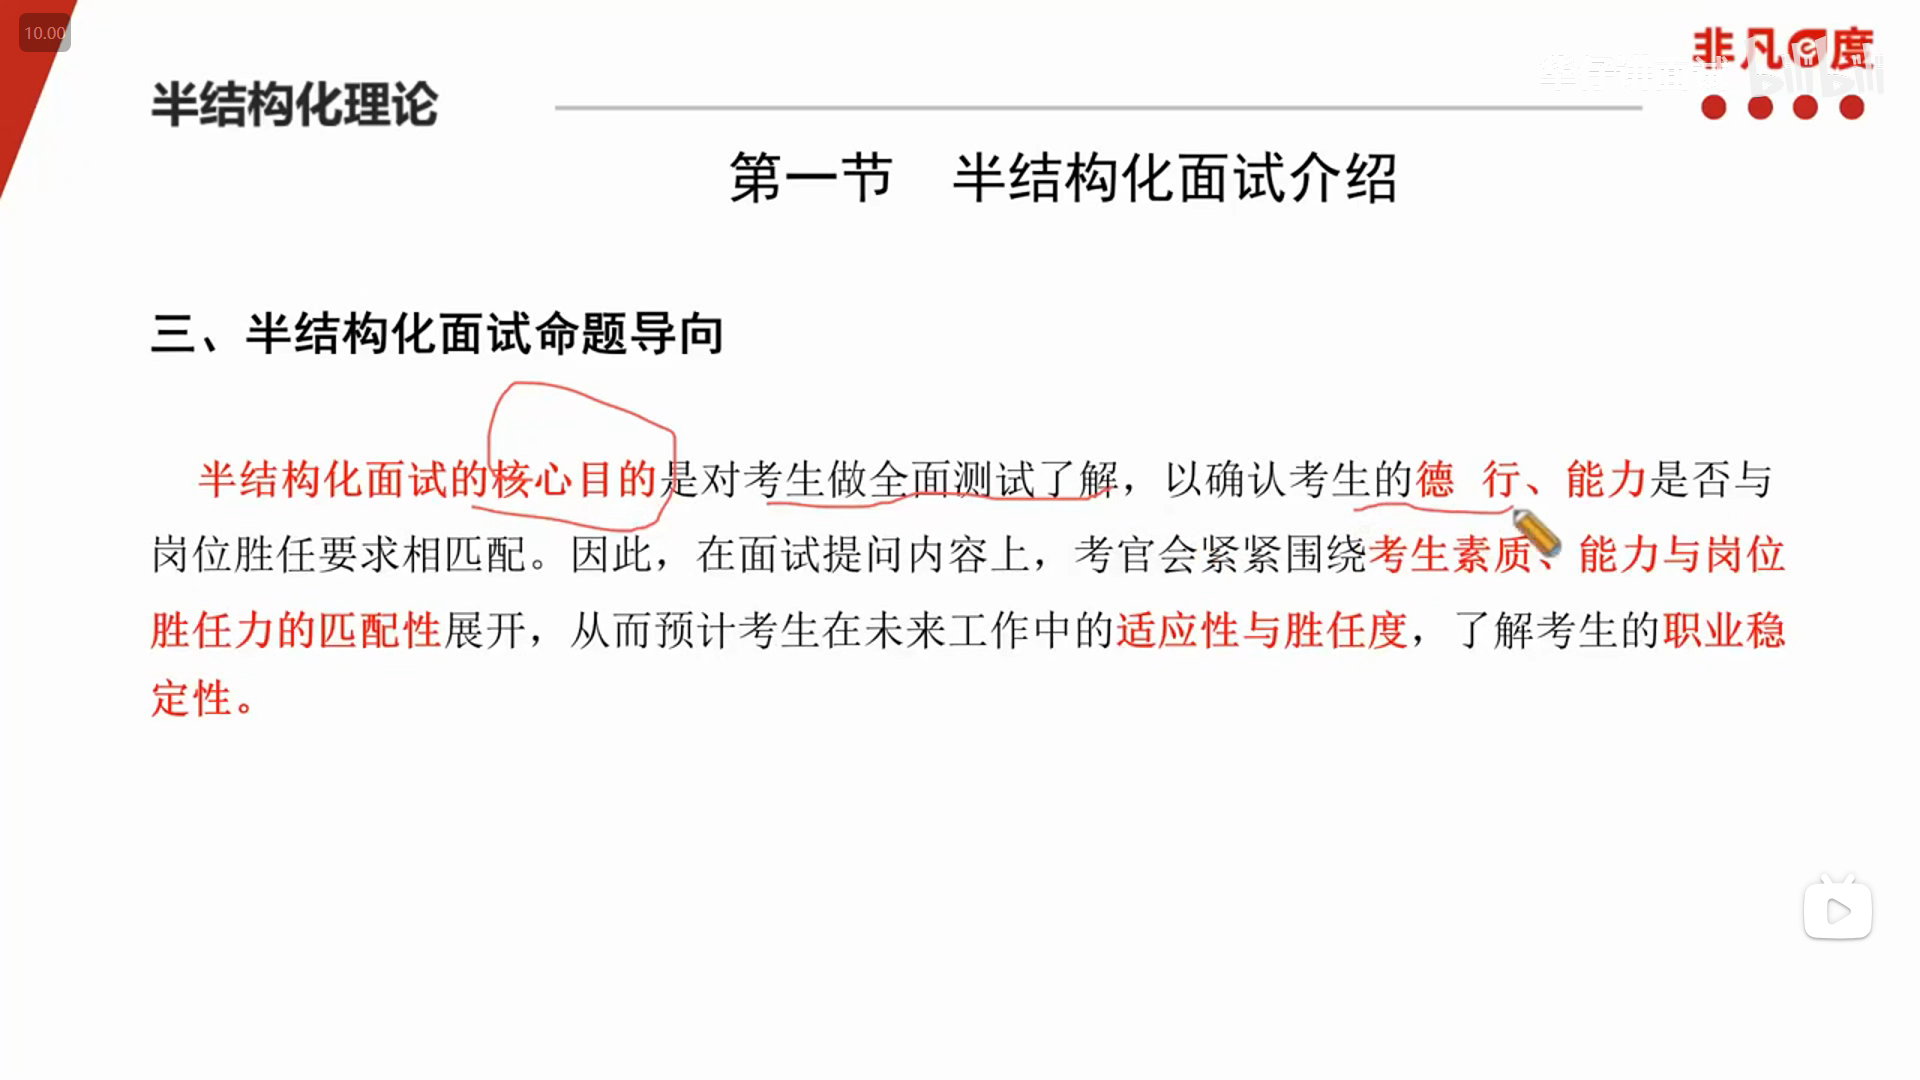 10.00
非凡e度
半结构化理论
第一节 半结构化面试介绍
三、半结构化面试命题导向
半结构化面试的核心目的是对考生做全面测试了解，以确认考生的德 行、能力是否与
岗位胜任要求相匹配。因此，在面试提问内容上，考官会紧紧围绕考生素质、能力与岗位
胜任力的匹配性展开，从而预计考生在未来工作中的适应性与胜任度，了解考生的职业稳
定性。